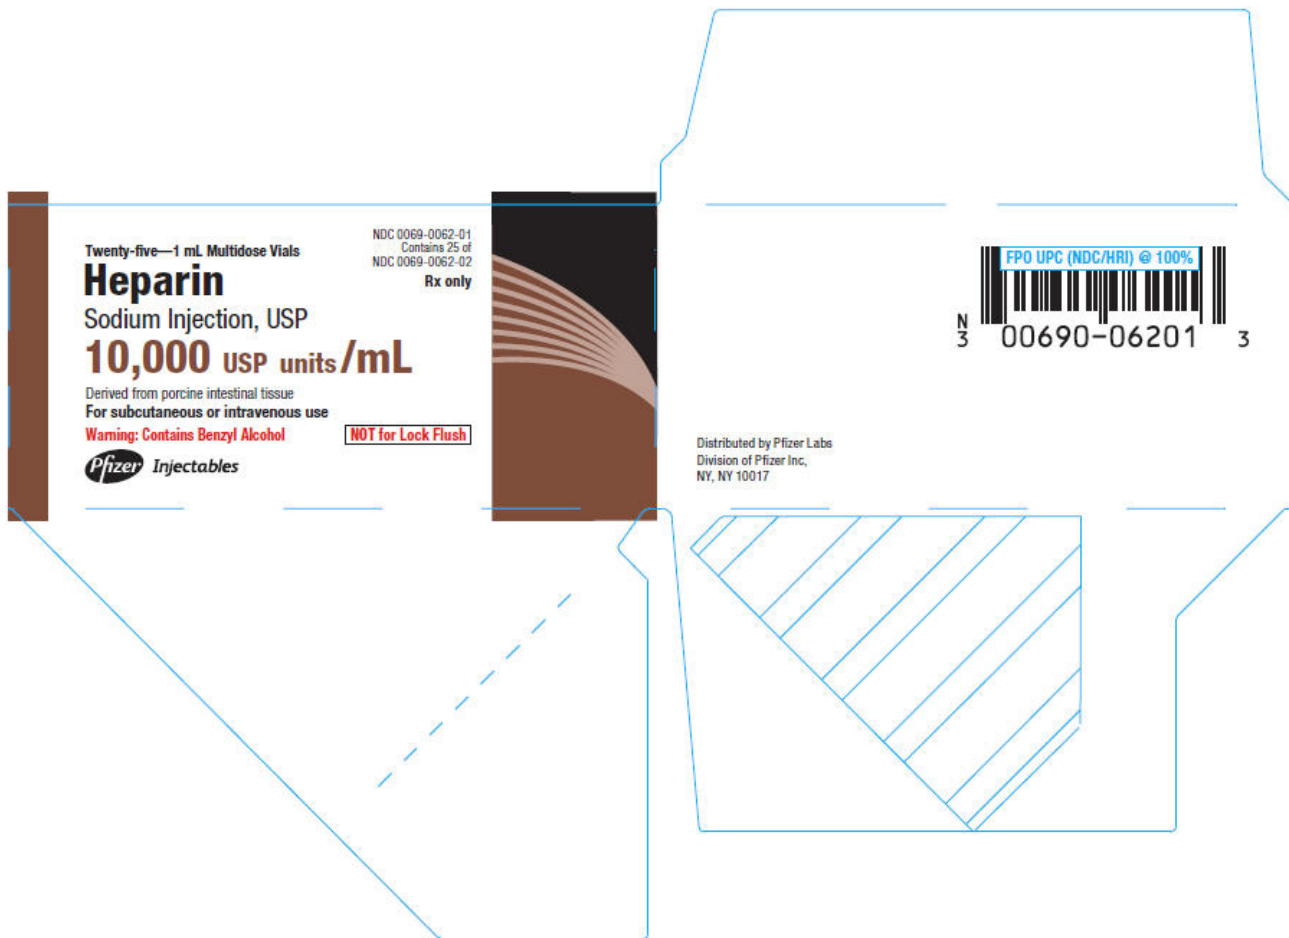 Twenty-five—1 mL Multidose Vials
NDC 0069-0062-01
Contains 25 of
NDC 0069-0062-02
Rx only
Heparin
Sodium Injection, USP
10,000 USP units/mL
Derived from porcine intestinal tissue
For subcutaneous or intravenous use
Warning: Contains Benzyl Alcohol
NOT for Lock Flush
Pfizer Injectables
FPO UPC (NDC/HRI) @ 100%
N
3 00690-06201 3
Distributed by Pfizer Labs
Division of Pfizer Inc,
NY, NY 10017